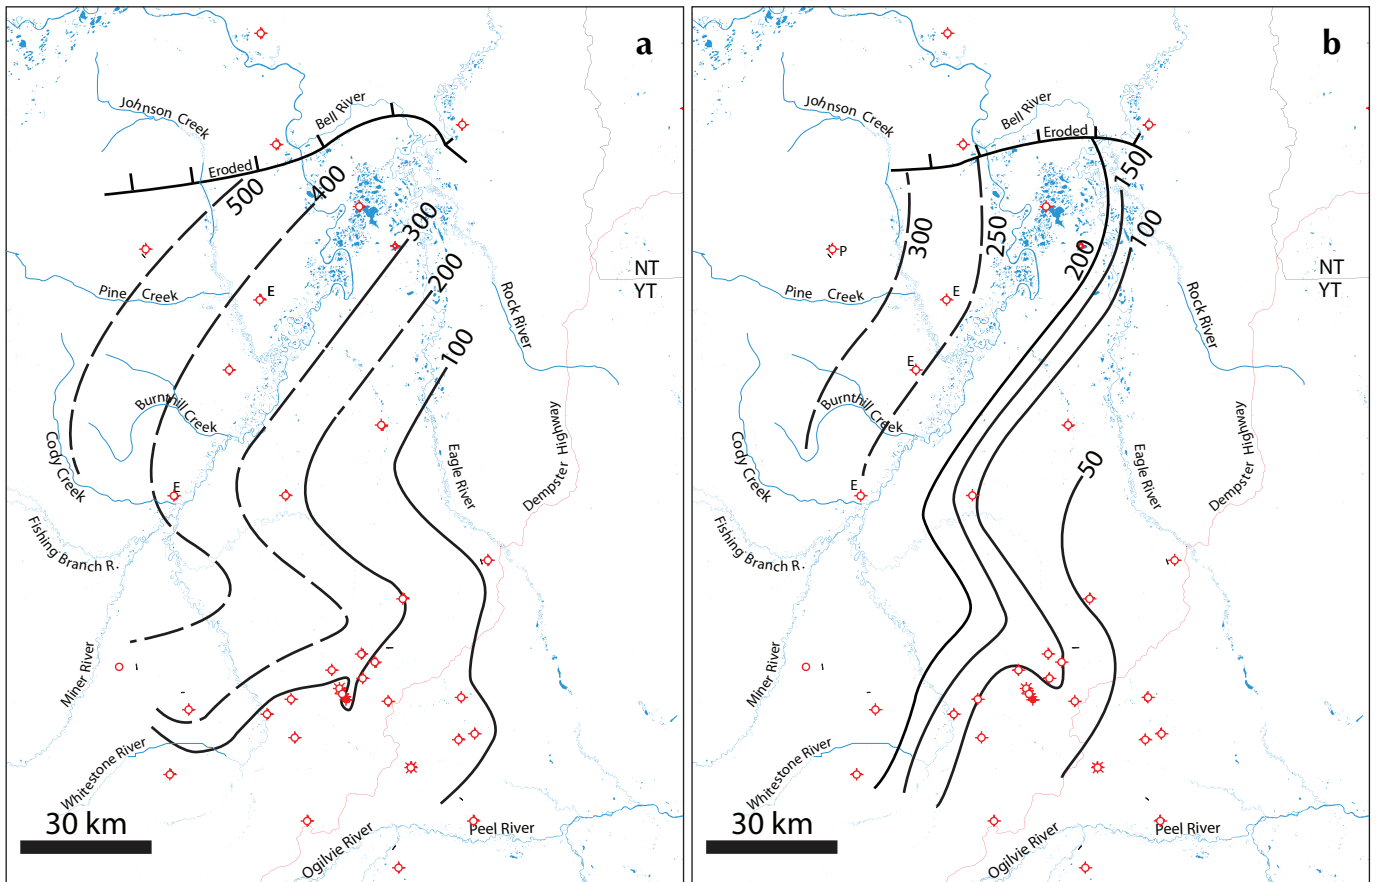 a
Johnson Creek
Bell River
Eroded
500
400
300
200
100
NT
YT
Pine Creek
E
Rock River
Burnthill Creek
Cody Creek
E
Eagle River
Dempster Highway
Fishing Branch R.
Miner River
Whitestone River
30 km
Ogilvie River
Peel River
b
Johnson Creek
Bell River
Eroded
150
300
250
200
100
P
NT
YT
Pine Creek
E
Rock River
E
Burnthill Creek
Cody Creek
E
50
Eagle River
Dempster Highway
Fishing Branch R.
Miner River
Whitestone River
30 km
Ogilvie River
Peel River